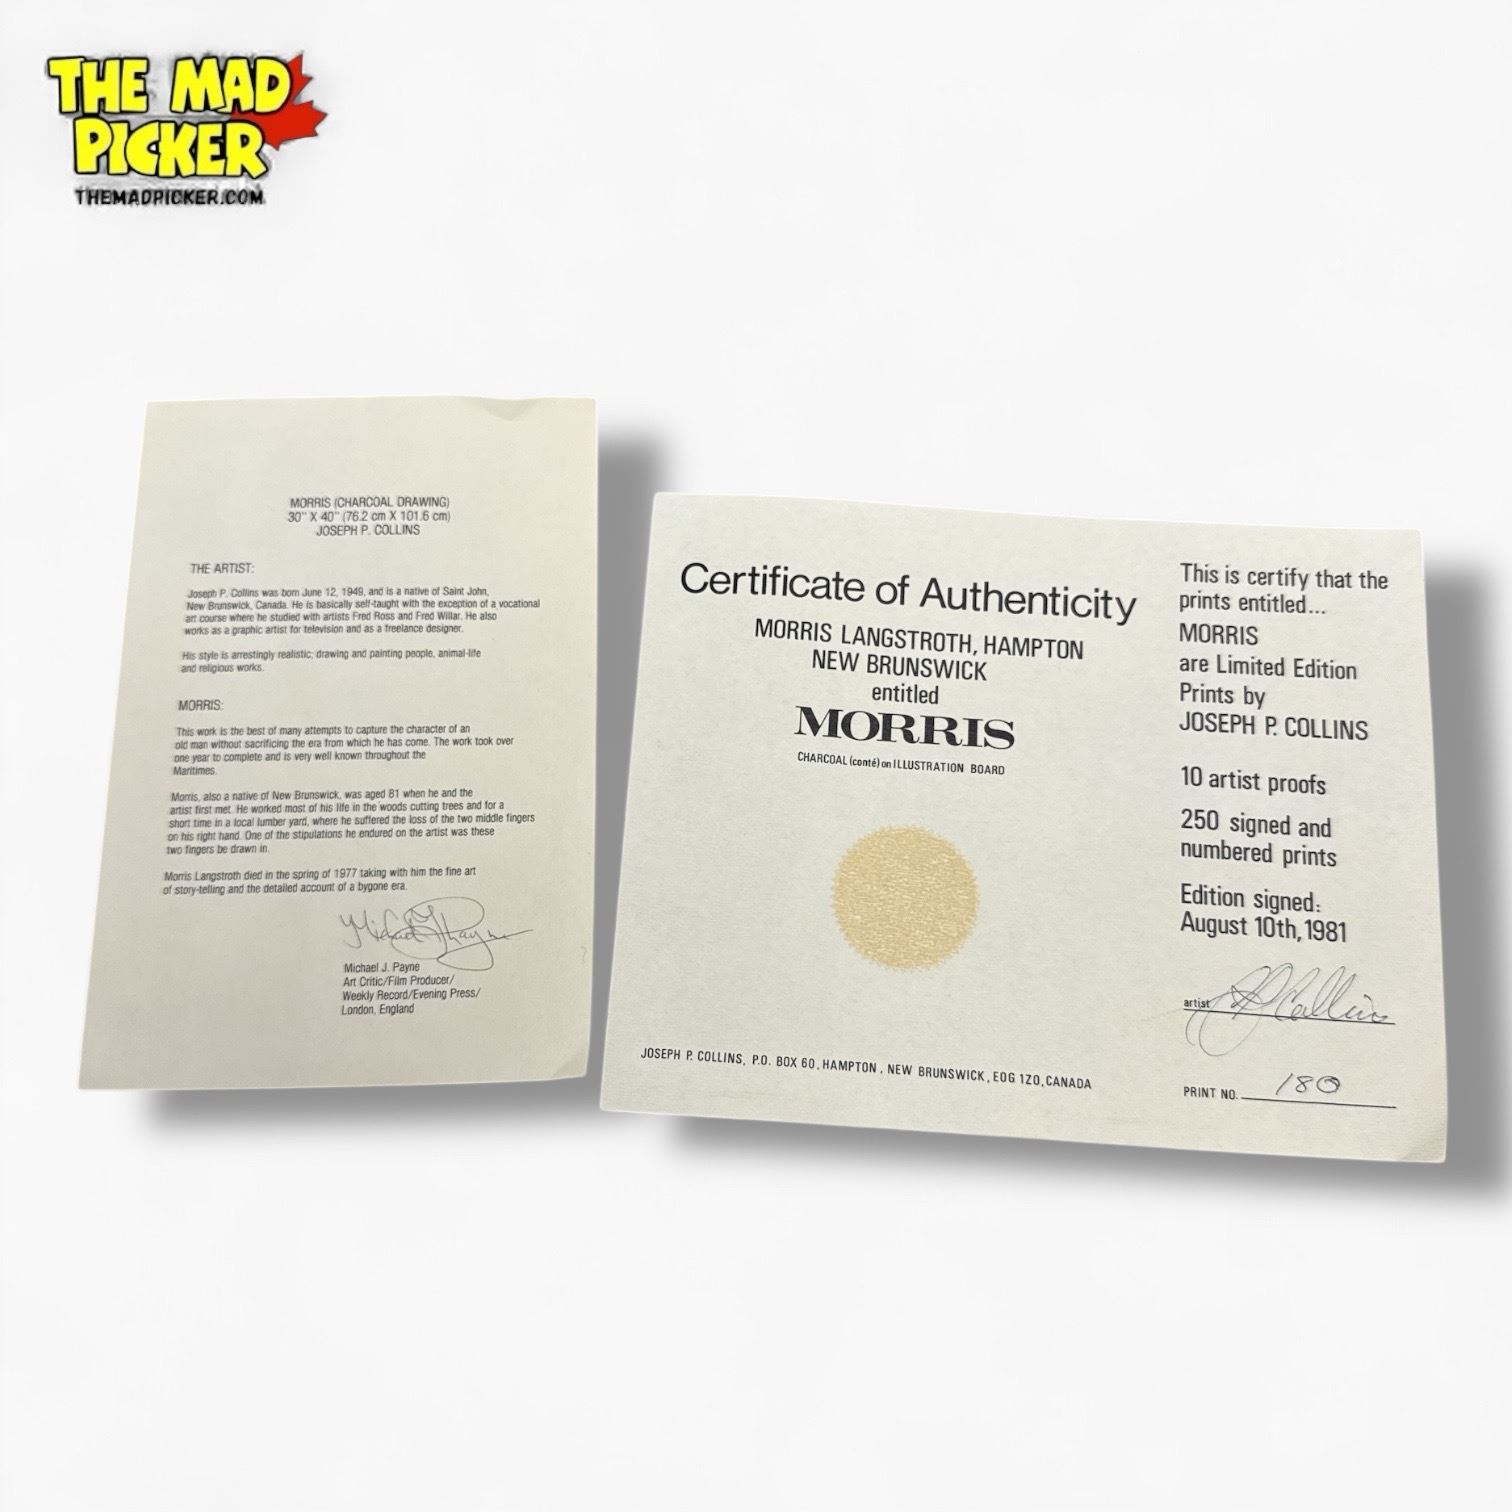 THE MAD
PICKER
THEMADPICKER.COM
MORRIS (CHARCOAL DRAWING)
30" X 40" (76.2 cm X 101.6 cm)
JOSEPH P. COLLINS
THE ARTIST:
Joseph P. Collins was born June 12, 1949, and is a native of Saint John,
New Brunswick, Canada. He is basically self-taught with the exception of a vocational
art course where he studied with artists Fred Ross and Fred Willar. He also
works as a graphic artist for television and as a freelance designer.
His style is arrestingly realistic; drawing and painting people, animal-life
and religious works.
MORRIS:
This work is the best of many attempts to capture the character of an
old man without sacrificing the era from which he has come. The work took over
one year to complete and is very well known throughout the
Maritimes.
Morris, also a native of New Brunswick, was aged 81 when he and the
artist first met. He worked most of his life in the woods cutting trees and for a
short time in a local lumber yard, where he suffered the loss of the two middle fingers
on his right hand. One of the stipulations he endured on the artist was these
two fingers be drawn in.
Morris Langstroth died in the spring of 1977 taking with him the fine art
of story-telling and the detailed account of a bygone era.
Michael J. Payne
Michael J. Payne
Art Critic/Film Producer/
Weekly Record/Evening Press/
London, England
Certificate of Authenticity
MORRIS LANGSTROTH, HAMPTON
NEW BRUNSWICK
entitled
MORRIS
CHARCOAL (conté) on ILLUSTRATION BOARD
JOSEPH P. COLLINS, P.O. BOX 60, HAMPTON, NEW BRUNSWICK, E0G 1Z0, CANADA
This is certify that the
prints entitled...
MORRIS
are Limited Edition
Prints by
JOSEPH P. COLLINS
10 artist proofs
250 signed and
numbered prints
Edition signed:
August 10th, 1981
artist J P Collins
PRINT NO. 180